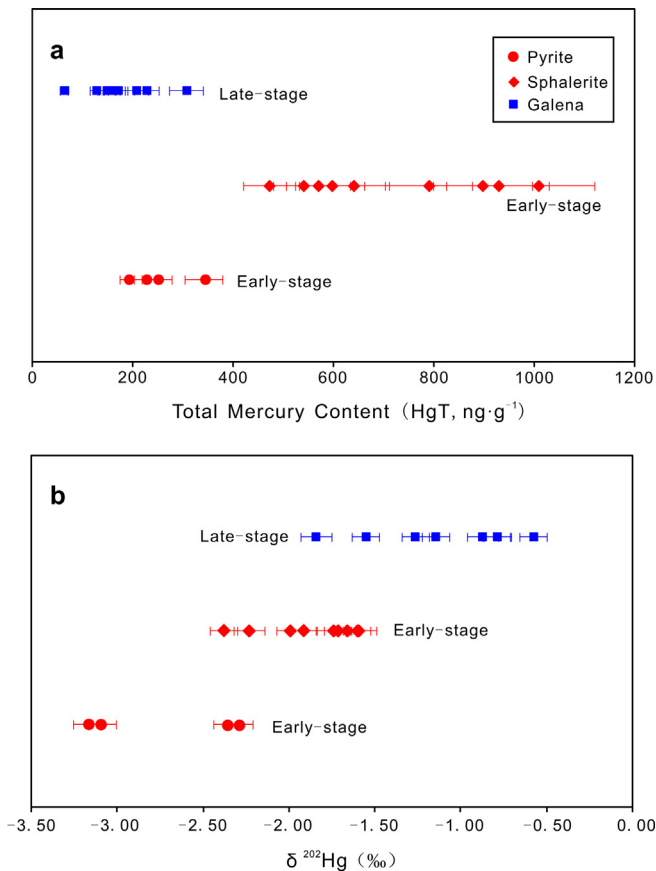 a
Pyrite
Sphalerite
Galena
Late-stage
Early-stage
Early-stage
0 200 400 600 800 1000 1200
Total Mercury Content (HgT, ng·g⁻¹)
b
Late-stage
Early-stage
Early-stage
-3.50 -3.00 -2.50 -2.00 -1.50 -1.00 -0.50 0.00
δ ²⁰²Hg (‰)